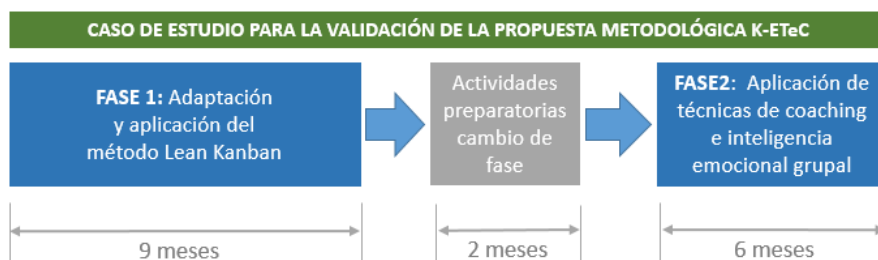 CASO DE ESTUDIO PARA LA VALIDACIÓN DE LA PROPUESTA METODOLÓGICA K-ETeC
FASE 1: Adaptación
y aplicación del
método Lean Kanban
Actividades
preparatorias
cambio de
fase
FASE2: Aplicación de
técnicas de coaching
e inteligencia
emocional grupal
9 meses
2 meses
6 meses